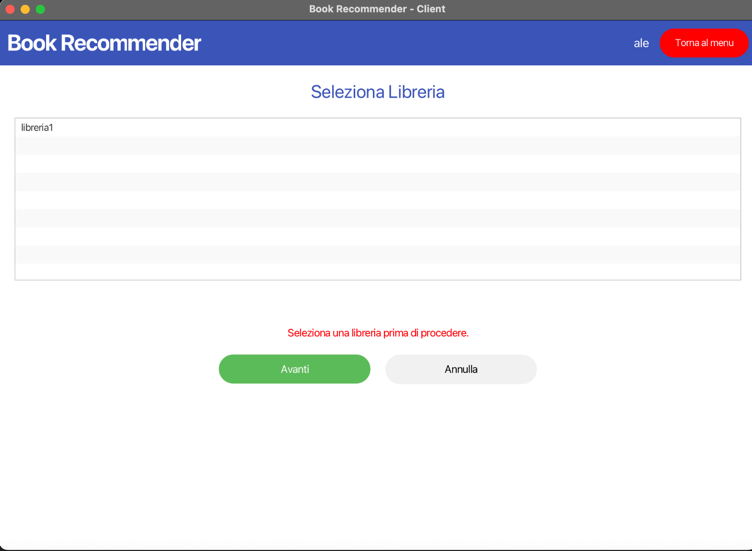 Book Recommender - Client
Book Recommender
ale
Torna al menu
Seleziona Libreria
libreria1
Seleziona una libreria prima di procedere.
Avanti
Annulla